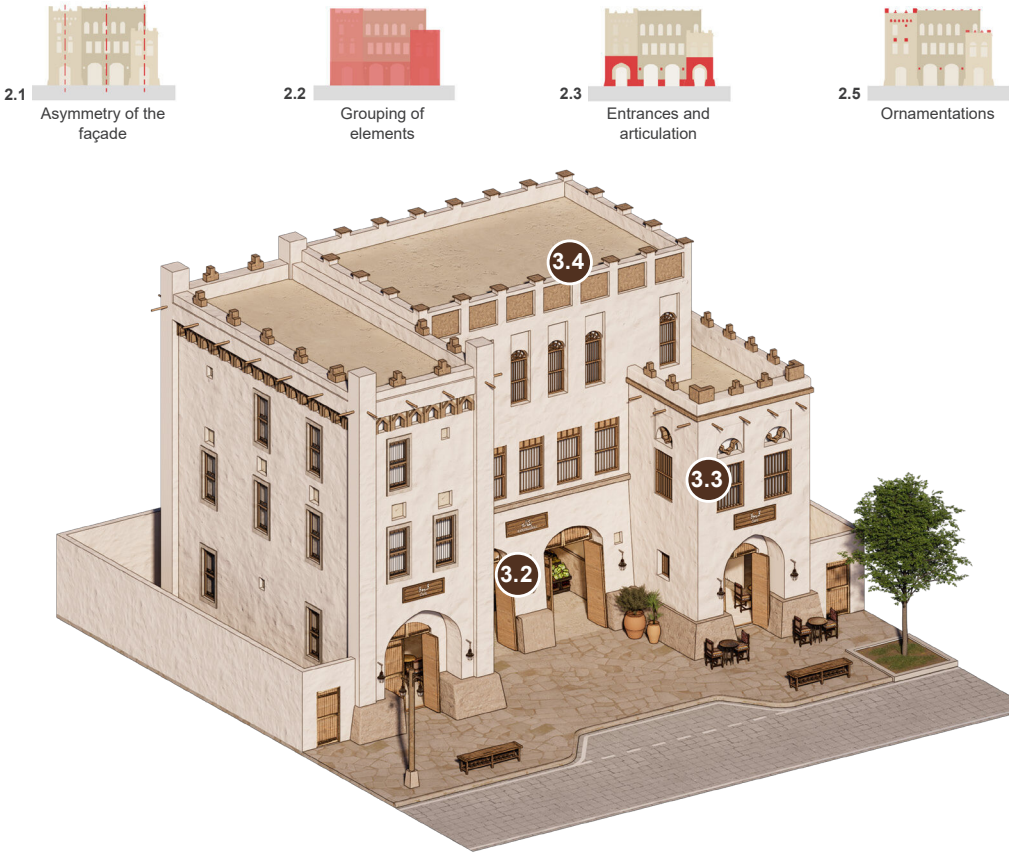 2.1
Asymmetry of the
façade
2.2
Grouping of
elements
2.3
Entrances and
articulation
2.5
Ornamentations
3.4
3.3
3.2